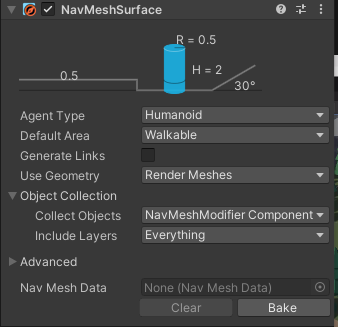 NavMeshSurface
R = 0.5
0.5
H = 2
30°
Agent Type Humanoid
Default Area Walkable
Generate Links
Use Geometry Render Meshes
Object Collection
Collect Objects NavMeshModifier Component
Include Layers Everything
Advanced
Nav Mesh Data None (Nav Mesh Data)
Clear Bake